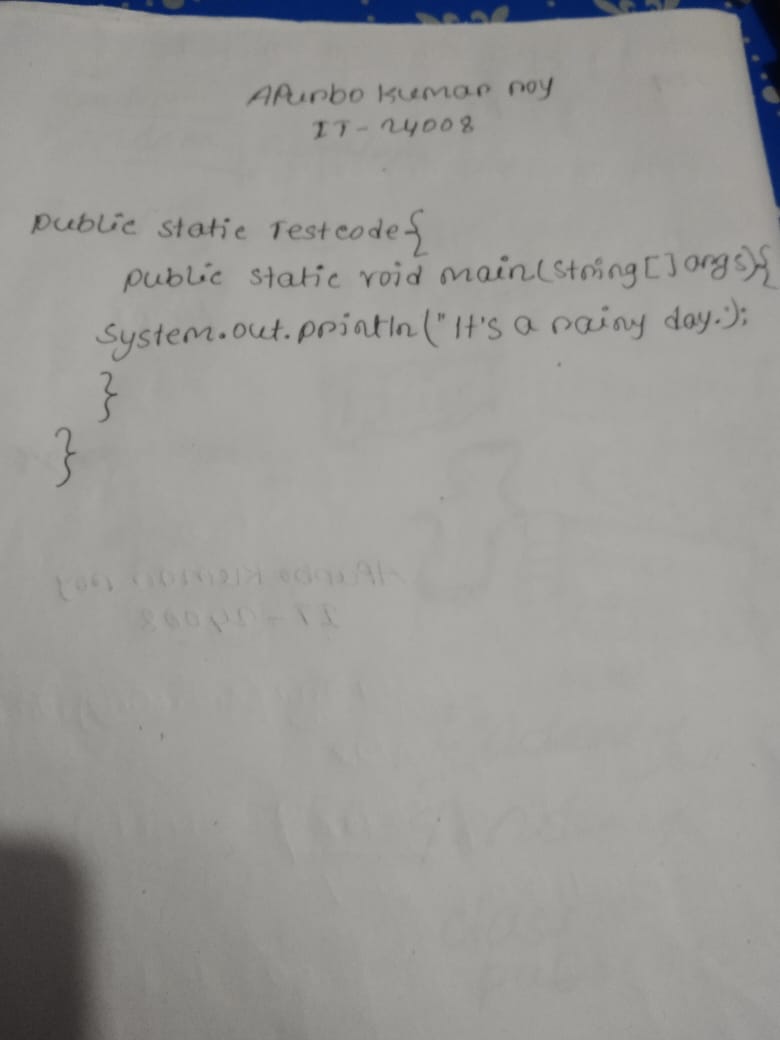 APurbo Kumar roy
IT-24008
public static Testcode{
public static void main(string[]args){
System.out.println("It's a rainy day.");
}
}